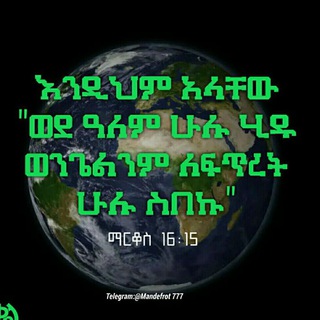 እንዲህም አላቸው
"ወደ ዓለም ሁሉ ሂዱ
ወንጌልንም ለፍጥረት
ሁሉ ስበኩ"
ማርቆስ 16:15
Telegram:@Mandefrot 777